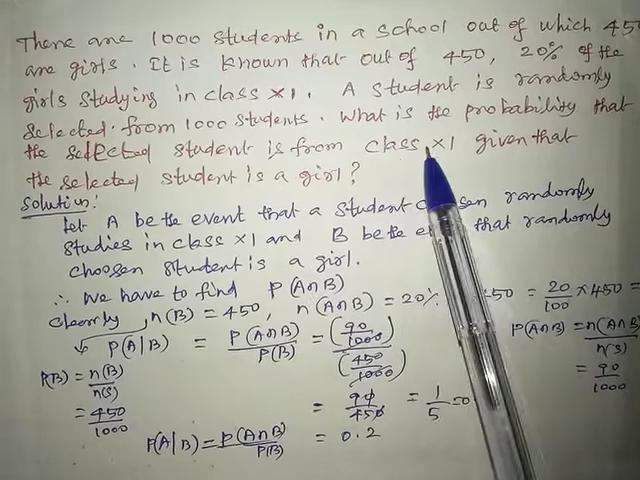 There are 1000 students in a school out of which 45
are girls. It is known that out of 450, 20% of the
girls studying in class XI. A student is randomly
selected from 1000 students. What is the probability that
the selected student is from class XI given that
the selected student is a girl?
Solution:
Let A be the event that a student randomly
studies in class XI and B be the that randomly
choosen student is a girl.
∴ We have to find P(A∩B)
Clearly n(B) = 450, n(A∩B) = 20% 450 = 20/100 × 450 =
P(A|B) = P(A∩B)/P(B) = (90/1000)/(450/1000)
P(A∩B) = n(A∩B)/n(S)
P(B) = n(B)/n(S)
= 90/1000
= 450/1000
= 90/450 = 1/5 = 0
P(A|B) = P(A∩B)/P(B) = 0.2